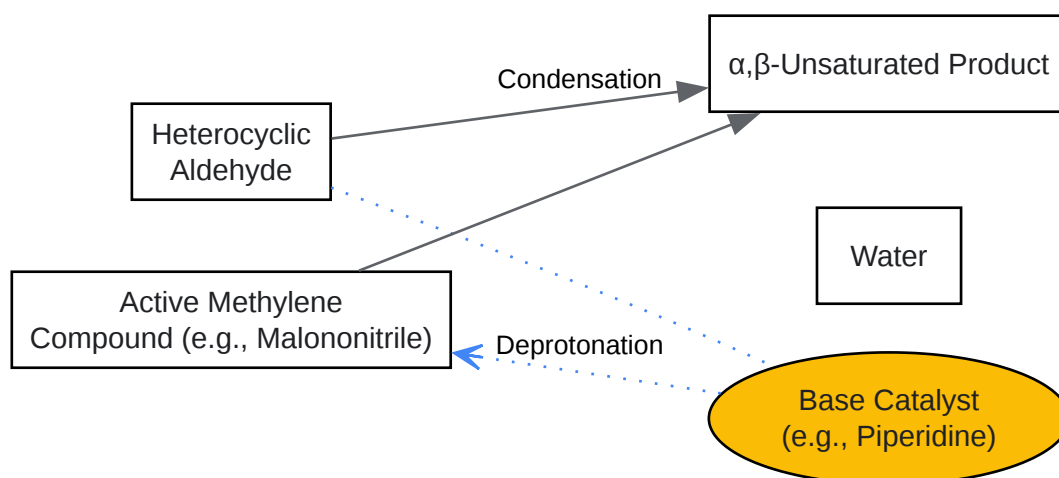 α,β-Unsaturated Product
Condensation
Heterocyclic
Aldehyde
Water
Active Methylene
Compound (e.g., Malononitrile)
Deprotonation
Base Catalyst
(e.g., Piperidine)